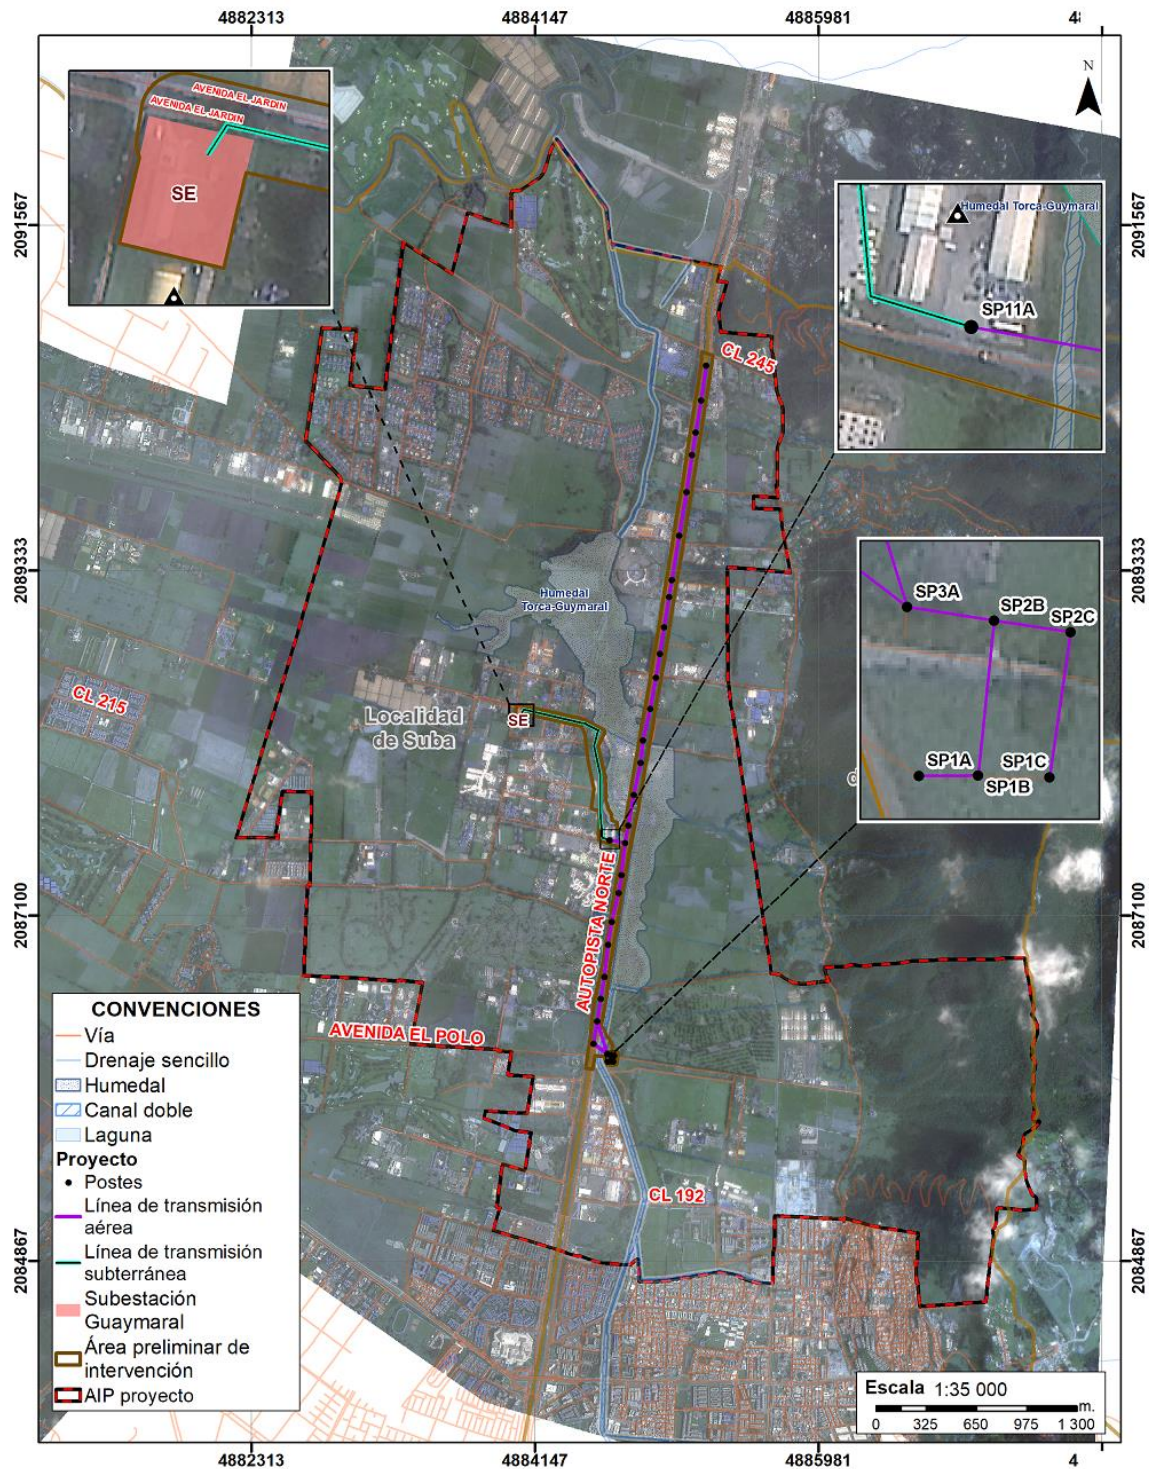 4882313
4884147
4885981
2091567
2091567
2089333
2089333
2087100
2087100
2084867
2084867
N
AVENIDA EL JARDIN
AVENIDA EL JARDIN
SE
Humedal Torca-Guymaral
SP11A
CL 245
SP3A
SP2B
SP2C
SP1A
SP1C
SP1B
Humedal
Torca-Guymaral
CL 215
Localidad
de Suba
SE
AUTOPISTA NORTE
AVENIDA EL POLO
CL 192
CONVENCIONES
Vía
Drenaje sencillo
Humedal
Canal doble
Laguna
Proyecto
Postes
Línea de transmisión
aérea
Línea de transmisión
subterránea
Subestación
Guaymaral
Área preliminar de
intervención
AIP proyecto
Escala 1:35 000
m.
0 325 650 975 1 300
4882313
4884147
4885981
4